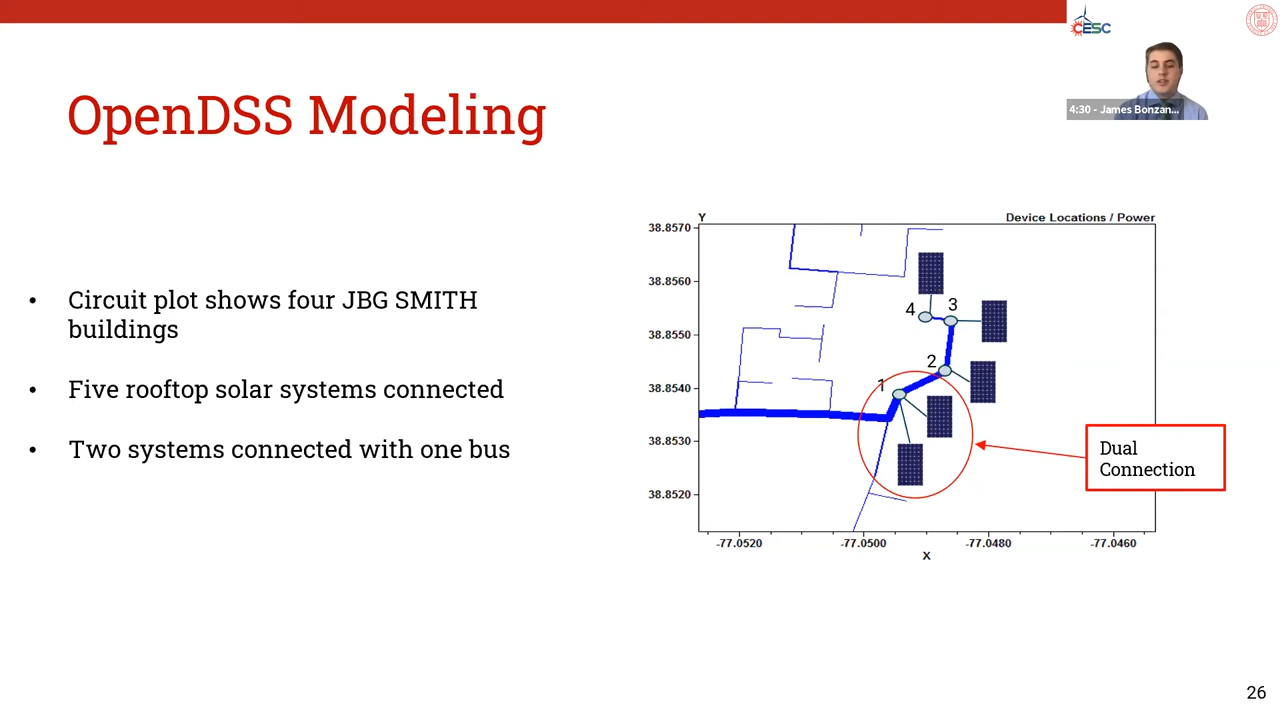 CESC
4:30 - James Bonzan...
OpenDSS Modeling
• Circuit plot shows four JBG SMITH
buildings
• Five rooftop solar systems connected
• Two systems connected with one bus
Y
Device Locations / Power
38.8570
38.8560
38.8550
38.8540
38.8530
38.8520
4
3
2
1
-77.0520
-77.0500
-77.0480
-77.0460
X
Dual
Connection
26